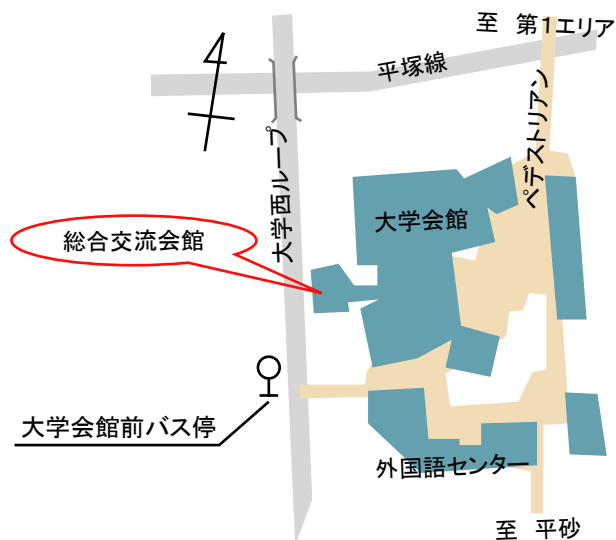 至 第1エリア
平塚線
ペデストリアン
大学西ループ
大学会館
総合交流会館
大学会館前バス停
外国語センター
至 平砂